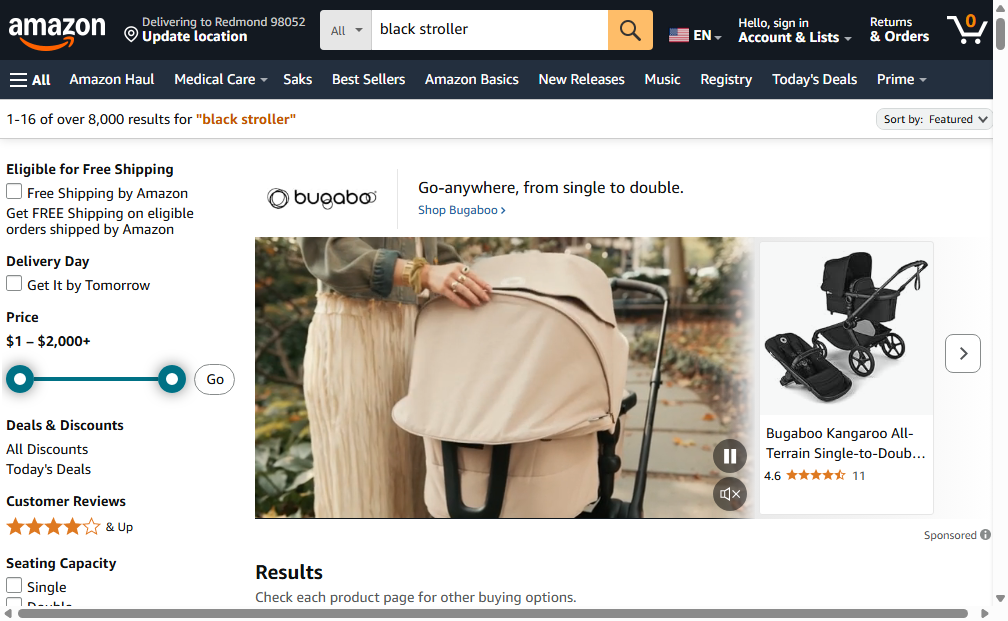 amazon
Delivering to Redmond 98052
Update location
All
black stroller
EN
Hello, sign in
Account & Lists
Returns
& Orders
0
All
Amazon Haul
Medical Care
Saks
Best Sellers
Amazon Basics
New Releases
Music
Registry
Today's Deals
Prime
1-16 of over 8,000 results for "black stroller"
Sort by: Featured
Eligible for Free Shipping
Free Shipping by Amazon
Get FREE Shipping on eligible
orders shipped by Amazon
Delivery Day
Get It by Tomorrow
Price
$1 – $2,000+
Go
Deals & Discounts
All Discounts
Today's Deals
Customer Reviews
& Up
Seating Capacity
Single
Double
bugaboo
Go-anywhere, from single to double.
Shop Bugaboo ›
Bugaboo Kangaroo All-
Terrain Single-to-Doub…
4.6
11
Sponsored
Results
Check each product page for other buying options.